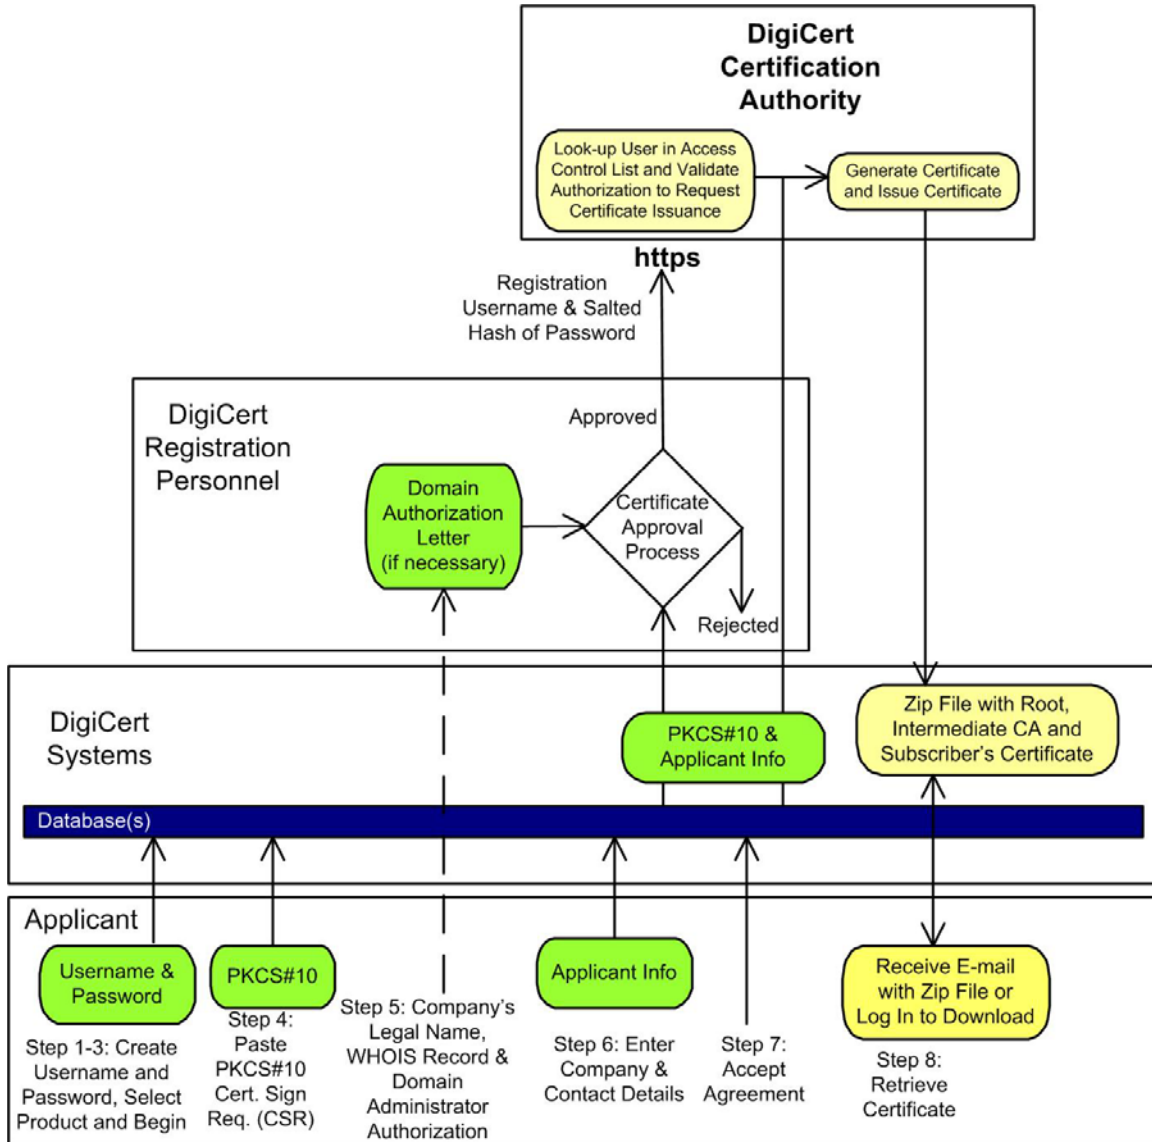 DigiCert
Certification
Authority
Look-up User in Access
Control List and Validate
Authorization to Request
Certificate Issuance
Generate Certificate
and Issue Certificate
https
Registration
Username & Salted
Hash of Password
DigiCert
Registration
Personnel
Approved
Domain
Authorization
Letter
(if necessary)
Certificate
Approval
Process
Rejected
DigiCert
Systems
PKCS#10 &
Applicant Info
Zip File with Root,
Intermediate CA and
Subscriber's Certificate
Database(s)
Applicant
Username &
Password
Step 1-3: Create
Username and
Password, Select
Product and Begin
PKCS#10
Step 4:
Paste
PKCS#10
Cert. Sign
Req. (CSR)
Step 5: Company's
Legal Name,
WHOIS Record &
Domain
Administrator
Authorization
Applicant Info
Step 6: Enter
Company &
Contact Details
Step 7:
Accept
Agreement
Receive E-mail
with Zip File or
Log In to Download
Step 8:
Retrieve
Certificate